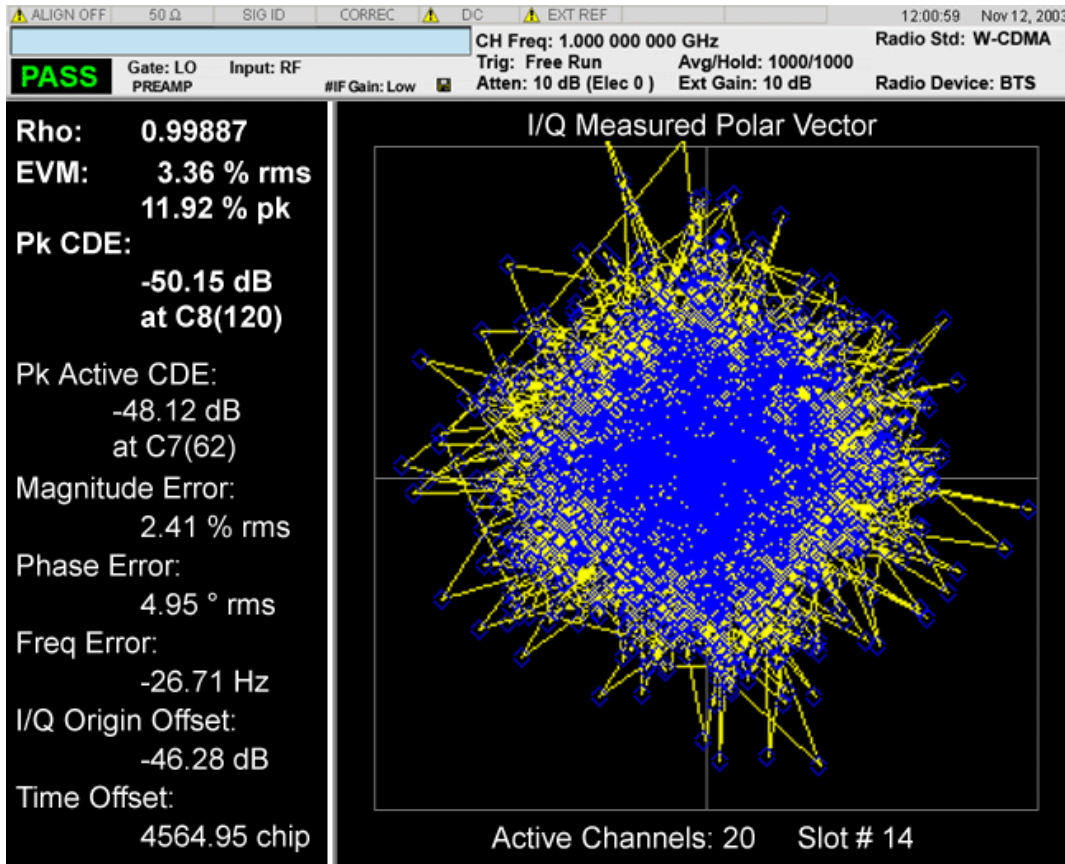 ALIGN OFF 50 Ω SIG ID CORREC DC EXT REF 12:00:59 Nov 12, 2003
CH Freq: 1.000 000 000 GHz Radio Std: W-CDMA
PASS Gate: LO Input: RF Trig: Free Run Avg/Hold: 1000/1000
PREAMP #IF Gain: Low Atten: 10 dB (Elec 0 ) Ext Gain: 10 dB Radio Device: BTS
I/Q Measured Polar Vector
Rho: 0.99887
EVM: 3.36 % rms
11.92 % pk
Pk CDE:
-50.15 dB
at C8(120)
Pk Active CDE:
-48.12 dB
at C7(62)
Magnitude Error:
2.41 % rms
Phase Error:
4.95 ° rms
Freq Error:
-26.71 Hz
I/Q Origin Offset:
-46.28 dB
Time Offset:
4564.95 chip
Active Channels: 20 Slot # 14